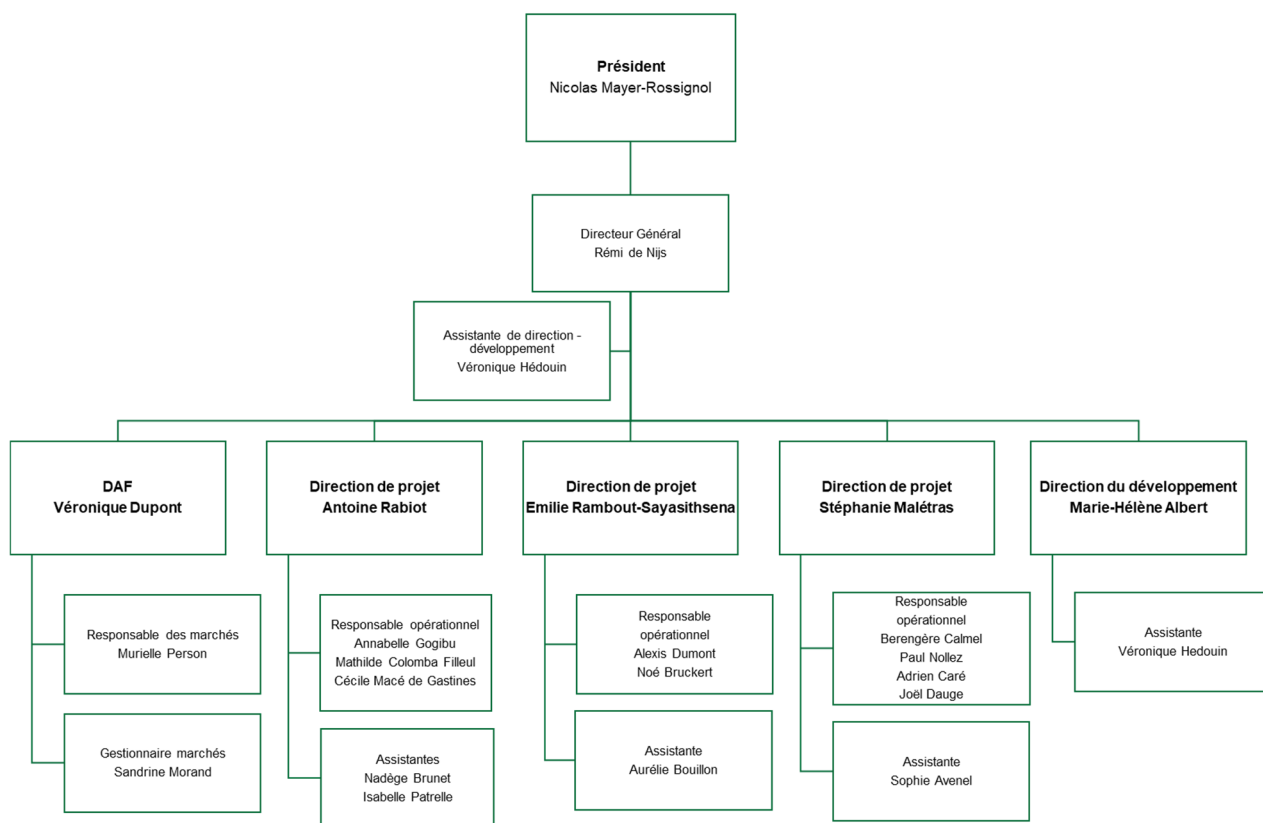 Président
Nicolas Mayer-Rossignol
Directeur Général
Rémi de Nijs
Assistante de direction -
développement
Véronique Hédouin
DAF
Véronique Dupont
Direction de projet
Antoine Rabiot
Direction de projet
Emilie Rambout-Sayasithsena
Direction de projet
Stéphanie Malétras
Direction du développement
Marie-Hélène Albert
Responsable des marchés
Murielle Person
Gestionnaire marchés
Sandrine Morand
Responsable opérationnel
Annabelle Gogibu
Mathilde Colomba Filleul
Cécile Macé de Gastines
Assistantes
Nadège Brunet
Isabelle Patrelle
Responsable
opérationnel
Alexis Dumont
Noé Bruckert
Assistante
Aurélie Bouillon
Responsable
opérationnel
Berengère Calmel
Paul Nollez
Adrien Caré
Joël Dauge
Assistante
Sophie Avenel
Assistante
Véronique Hedouin